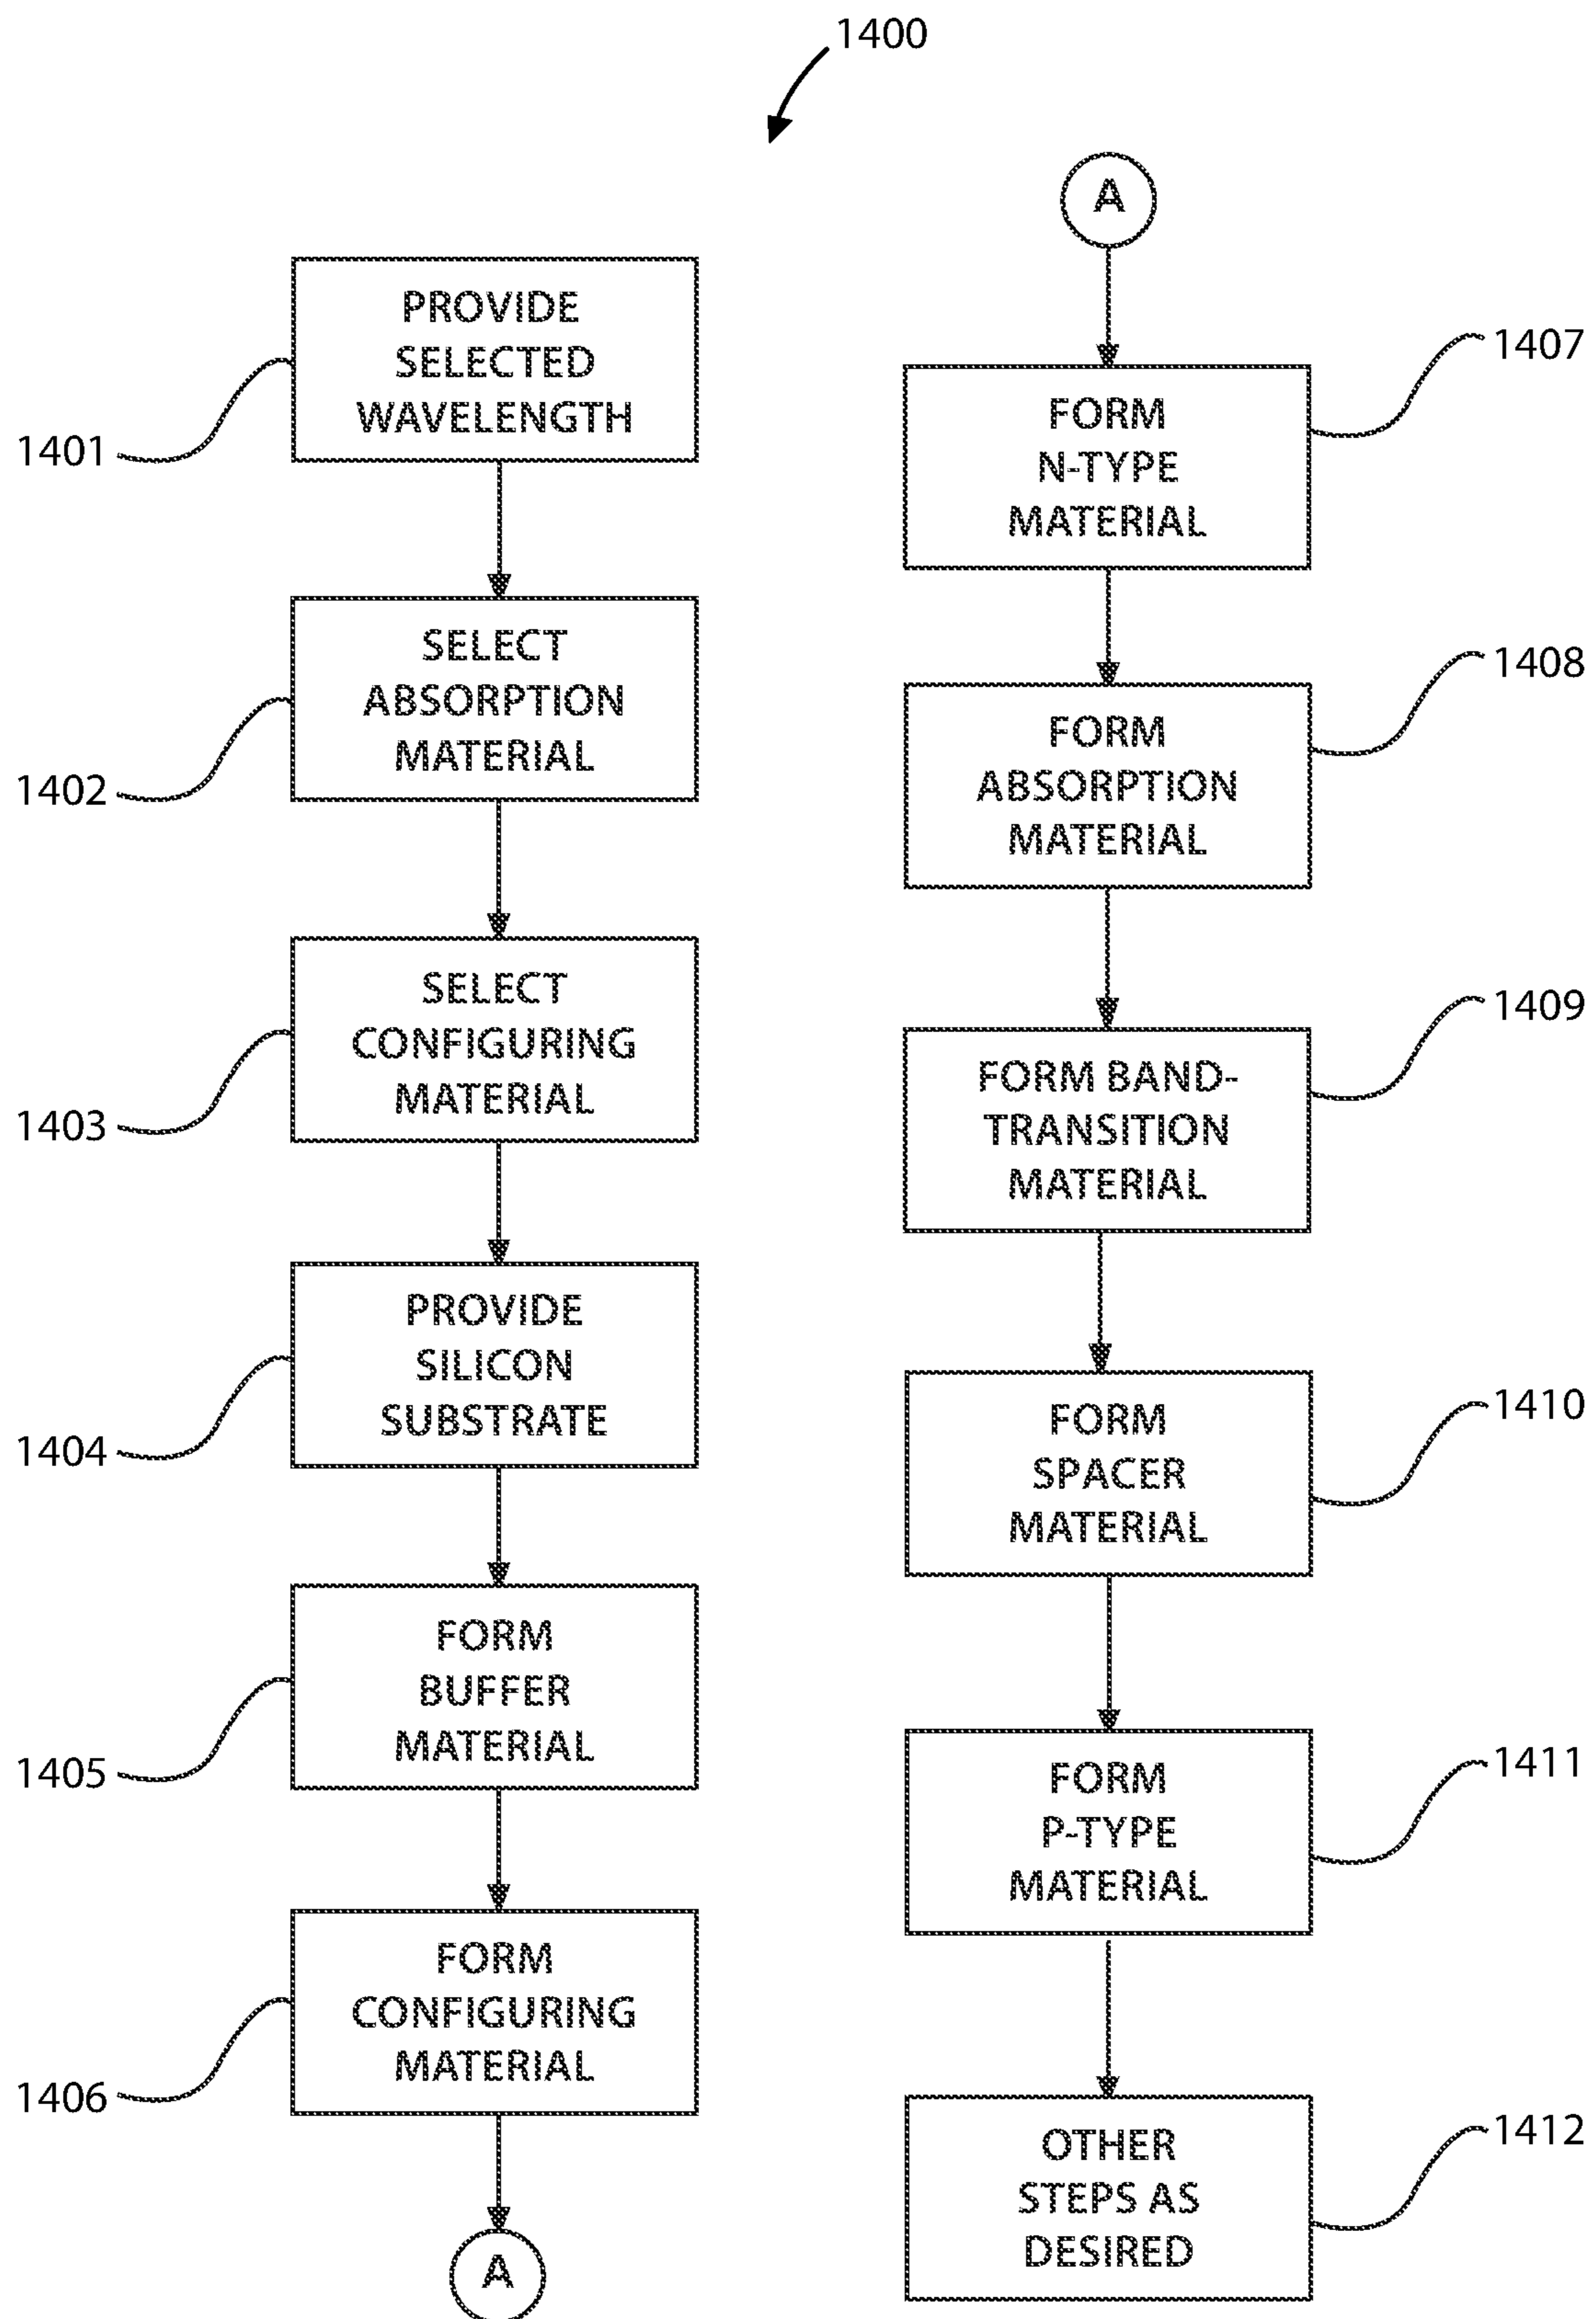 1400
PROVIDE
SELECTED
WAVELENGTH
1401
SELECT
ABSORPTION
MATERIAL
1402
SELECT
CONFIGURING
MATERIAL
1403
PROVIDE
SILICON
SUBSTRATE
1404
FORM
BUFFER
MATERIAL
1405
FORM
CONFIGURING
MATERIAL
1406
A
A
FORM
N-TYPE
MATERIAL
1407
FORM
ABSORPTION
MATERIAL
1408
FORM BAND-
TRANSITION
MATERIAL
1409
FORM
SPACER
MATERIAL
1410
FORM
P-TYPE
MATERIAL
1411
OTHER
STEPS AS
DESIRED
1412